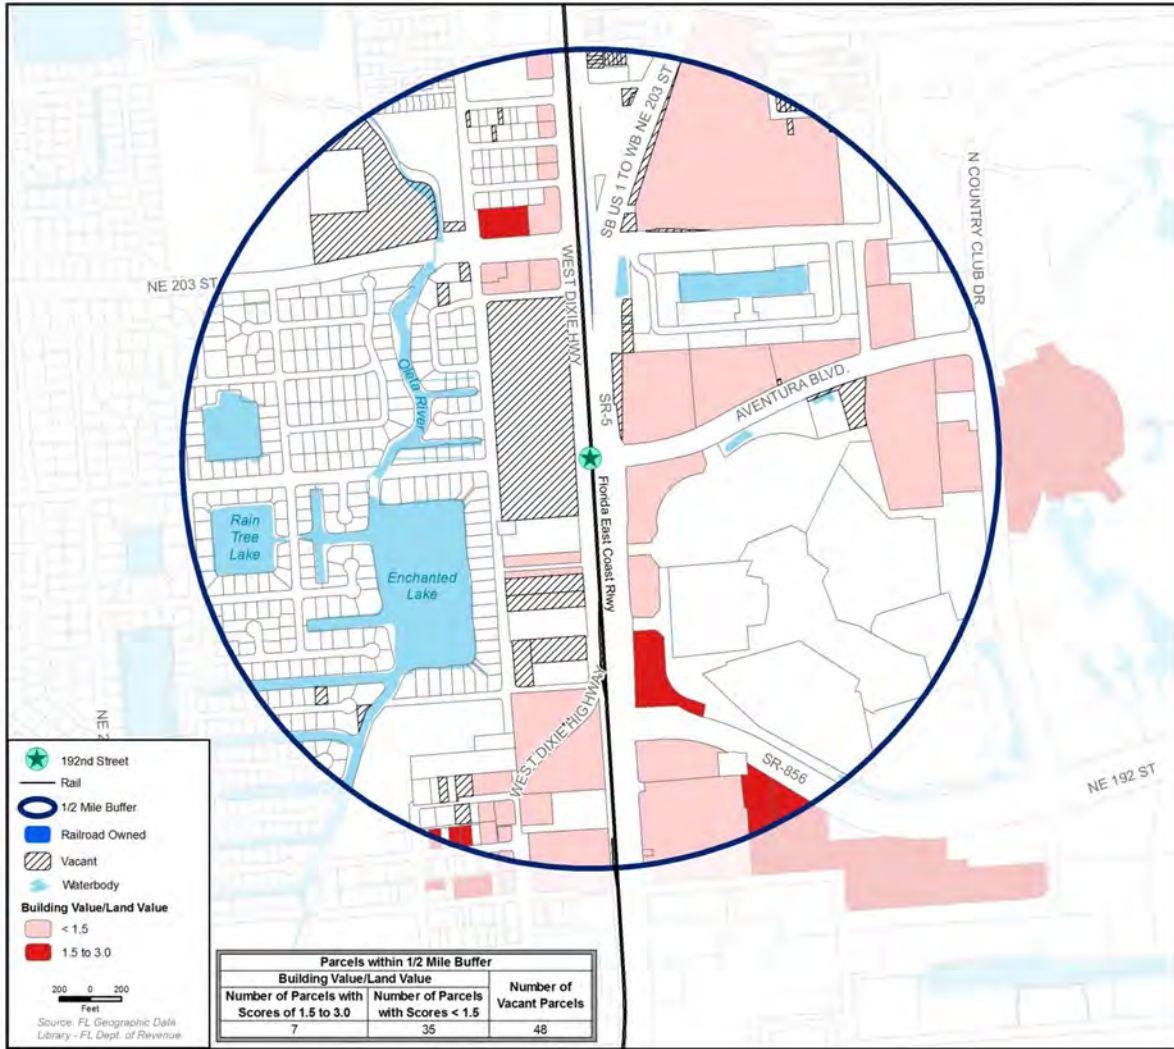 SB US 1 TO WB NE 203 ST
N COUNTRY CLUB DR
NE 203 ST
WEST DIXIE HWY
Oleta River
SR-5
AVENTURA BLVD.
Florida East Coast Rlwy
Rain
Tree
Lake
Enchanted
Lake
WEST DIXIE HIGHWAY
SR-856
NE 192 ST
NE 2
192nd Street
Rail
1/2 Mile Buffer
Railroad Owned
Vacant
Waterbody
Building Value/Land Value
< 1.5
1.5 to 3.0
200 0 200
Feet
Source: FL Geographic Data
Library - FL Dept. of Revenue
Parcels within 1/2 Mile Buffer
Building Value/Land Value
Number of Parcels with
Scores of 1.5 to 3.0
Number of Parcels
with Scores < 1.5
Number of
Vacant Parcels
7 35 48